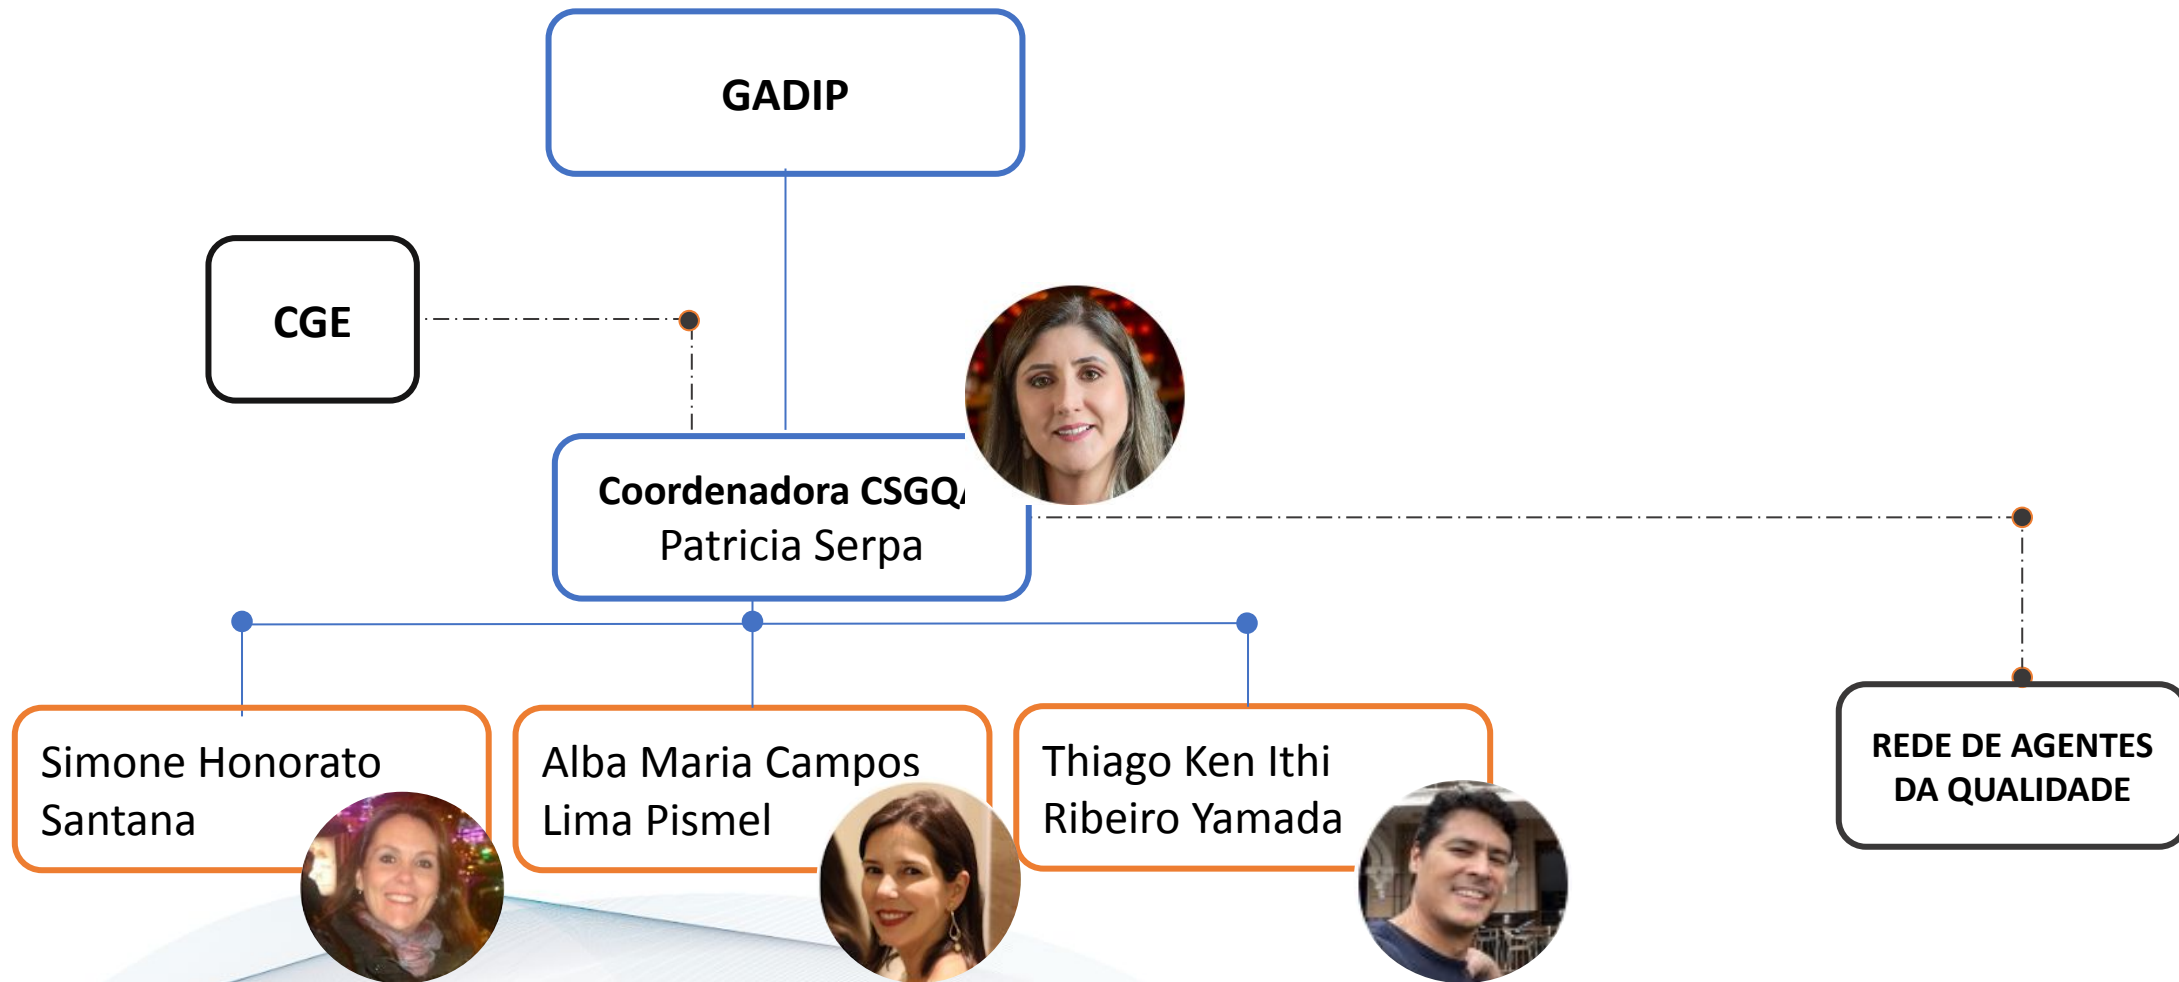 GADIP
CGE
Coordenadora CSGQ
Patricia Serpa
Simone Honorato
Santana
Alba Maria Campos
Lima Pismel
Thiago Ken Ithi
Ribeiro Yamada
REDE DE AGENTES
DA QUALIDADE